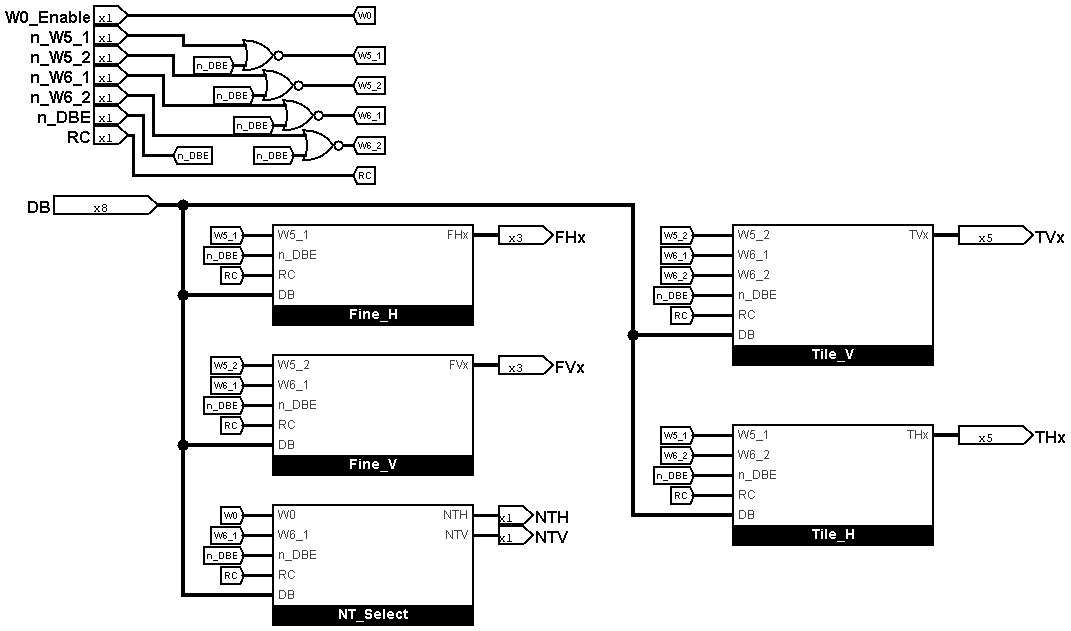 W0_Enable x1 W0
n_W5_1 x1
n_DBE W5_1
n_W5_2 x1
n_DBE W5_2
n_W6_1 x1
n_DBE W6_1
n_W6_2 x1
n_DBE W6_2
n_DBE x1
n_DBE
RC x1
RC
DB x8
W5_1 W5_1 FHx x3 FHx
n_DBE n_DBE
RC RC
DB
Fine_H
W5_2 W5_2 FVx x3 FVx
W6_1 W6_1
n_DBE n_DBE
RC RC
DB
Fine_V
W0 W0 NTH x1 NTH
W6_1 W6_1 NTV x1 NTV
n_DBE n_DBE
RC RC
DB
NT_Select
W5_2 W5_2 TVx x5 TVx
W6_1 W6_1
W6_2 W6_2
n_DBE n_DBE
RC RC
DB
Tile_V
W5_1 W5_1 THx x5 THx
W6_2 W6_2
n_DBE n_DBE
RC RC
DB
Tile_H